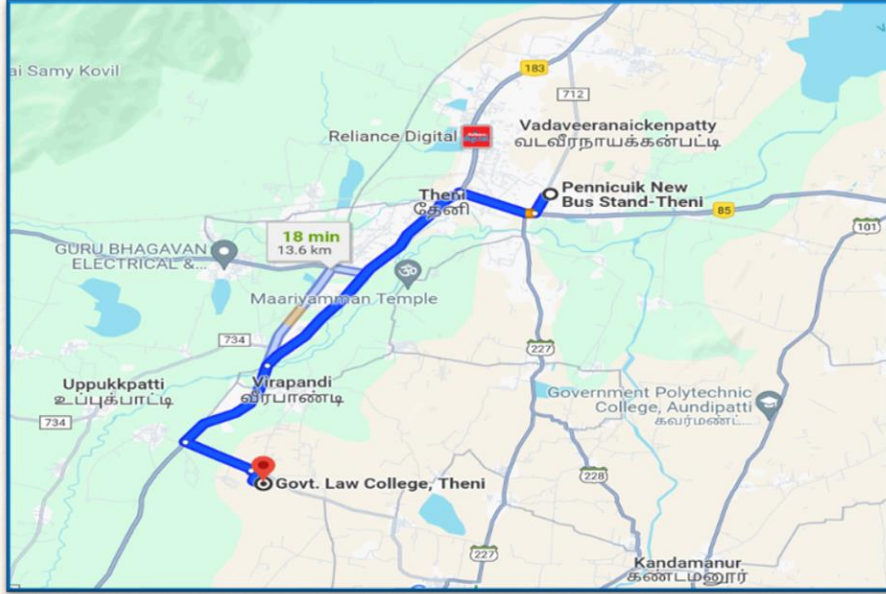 ai Samy Kovil
183
712
Reliance Digital
Vadaveeranaickenpatty
வடவீரநாயக்கன்பட்டி
Theni
தேனி
Pennicuik New
Bus Stand-Theni
85
101
18 min
13.6 km
GURU BHAGAVAN
ELECTRICAL &...
Maariyamman Temple
734
227
Uppukkpatti
உப்புக்பாட்டி
Virapandi
வீரபாண்டி
Government Polytechnic
College, Aundipatti
கவர்மண்ட்...
734
Govt. Law College, Theni
228
227
Kandamanur
கண்டமனூர்